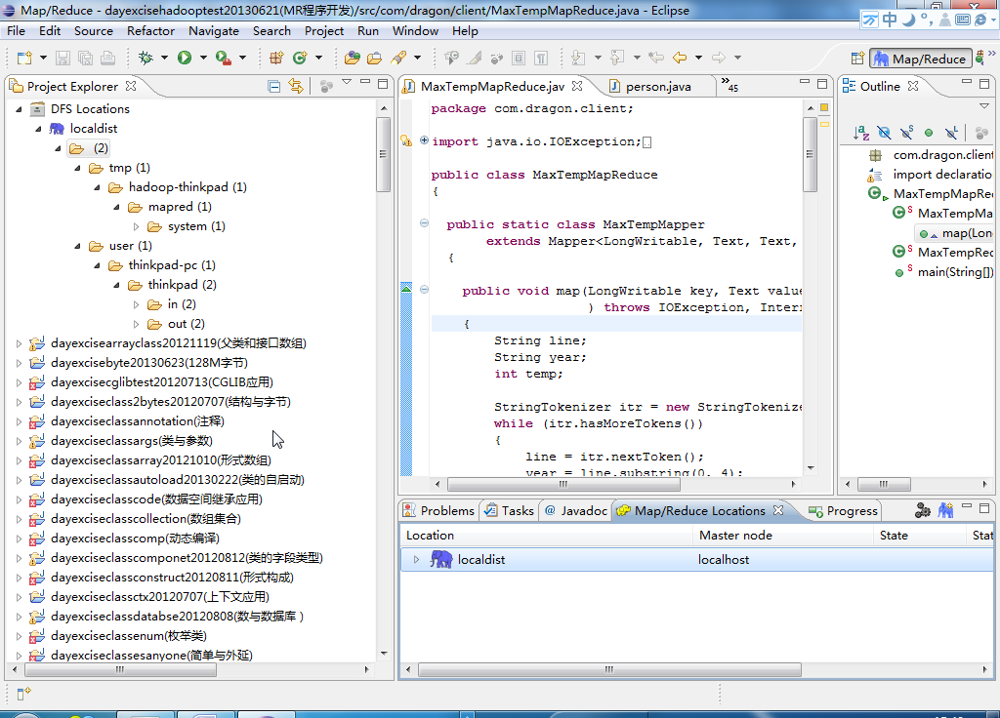 Map/Reduce - dayexcisehadooptest20130621(MR程序开发)/src/com/dragon/client/MaxTempMapReduce.java - Eclipse
File Edit Source Refactor Navigate Search Project Run Window Help
中
Map/Reduce
Project Explorer
DFS Locations
localdist
(2)
tmp (1)
hadoop-thinkpad (1)
mapred (1)
system (1)
user (1)
thinkpad-pc (1)
thinkpad (2)
in (2)
out (2)
dayexcisearrayclass20121119(父类和接口数组)
dayexcisebyte20130623(128M字节)
dayexcisecglibtest20120713(CGLIB应用)
dayexciseclass2bytes20120707(结构与字节)
dayexciseclassannotation(注释)
dayexciseclassargs(类与参数)
dayexciseclassarray20121010(形式数组)
dayexciseclassautoload20130222(类的自启动)
dayexciseclasscode(数据空间继承应用)
dayexciseclasscollection(数组集合)
dayexciseclasscomp(动态编译)
dayexciseclasscomponet20120812(类的字段类型)
dayexciseclassconstruct20120811(形式构成)
dayexciseclassctx20120707(上下文应用)
dayexciseclassdatabse20120808(数与数据库 )
dayexciseclassenum(枚举类)
dayexciseclassesanyone(简单与外延)
MaxTempMapReduce.jav
person.java
»45
package com.dragon.client;
import java.io.IOException;
public class MaxTempMapReduce
{
public static class MaxTempMapper
extends Mapper<LongWritable, Text, Text,
{
public void map(LongWritable key, Text value
) throws IOException, Inter
{
String line;
String year;
int temp;
StringTokenizer itr = new StringTokenize
while (itr.hasMoreTokens())
{
line = itr.nextToken();
year = line.substring(0, 4);
Outline
com.dragon.client
import declaratio
MaxTempMapRe
MaxTempMa
map(Lon
MaxTempRed
main(String[])
Problems
Tasks
@ Javadoc
Map/Reduce Locations
Progress
Location Master node State Stat
localdist localhost